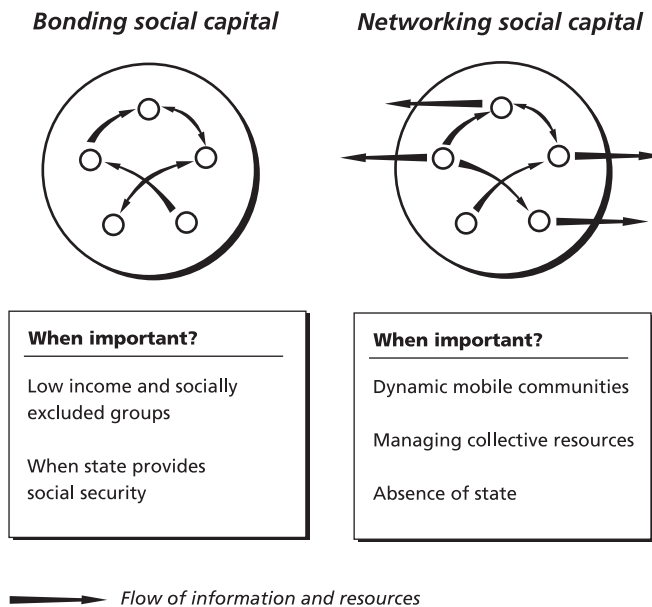 Bonding social capital
Networking social capital
When important?
Low income and socially
excluded groups
When state provides
social security
When important?
Dynamic mobile communities
Managing collective resources
Absence of state
Flow of information and resources